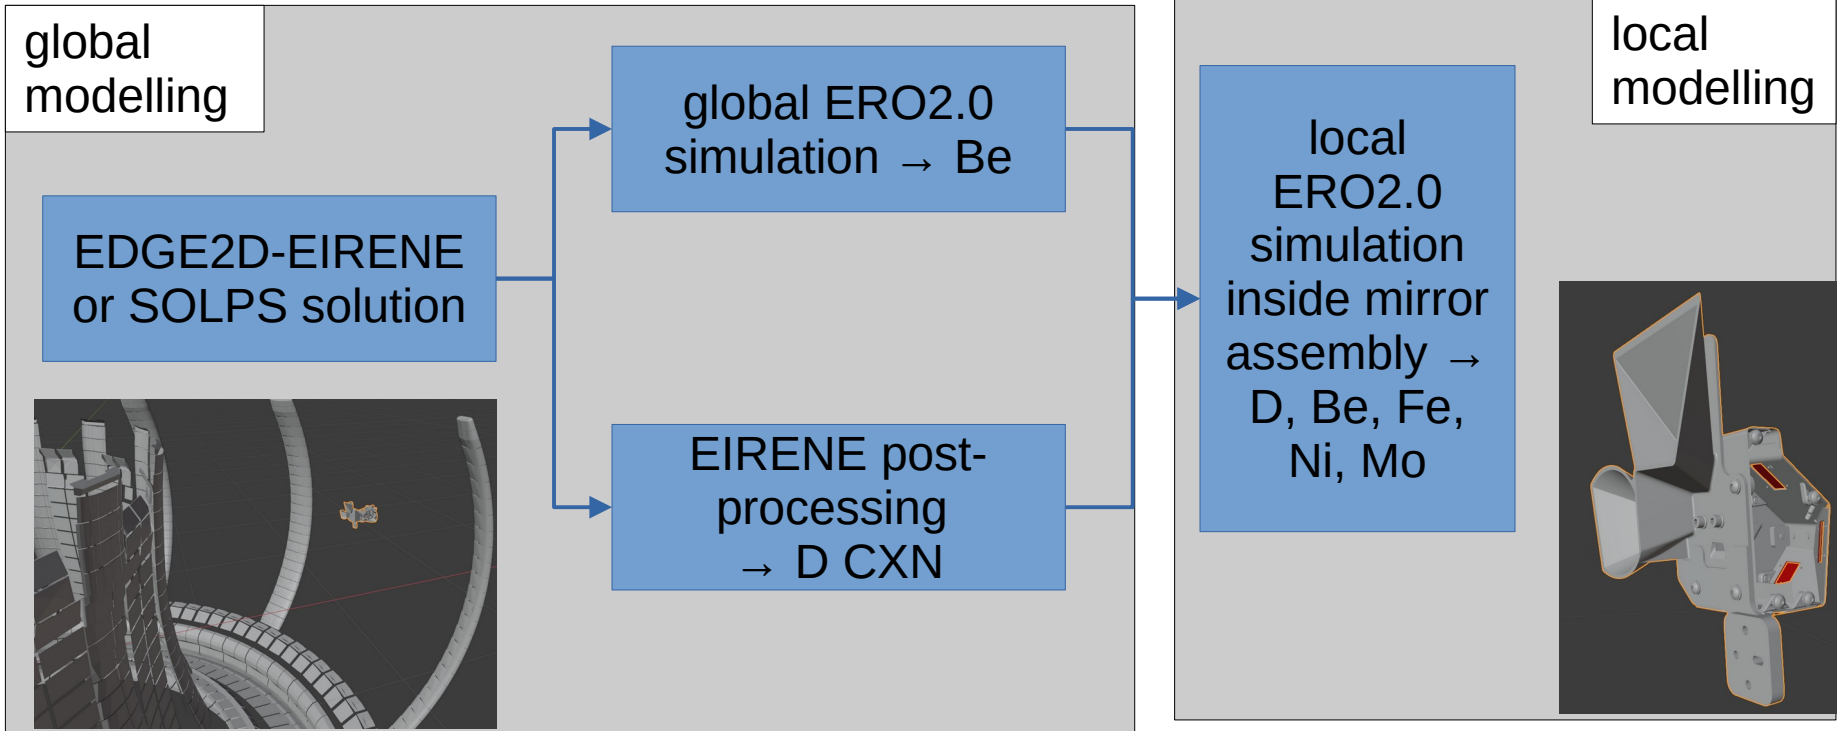 global
modelling
EDGE2D-EIRENE
or SOLPS solution
global ERO2.0
simulation → Be
EIRENE post-
processing
→ D CXN
local
modelling
local
ERO2.0
simulation
inside mirror
assembly →
D, Be, Fe,
Ni, Mo